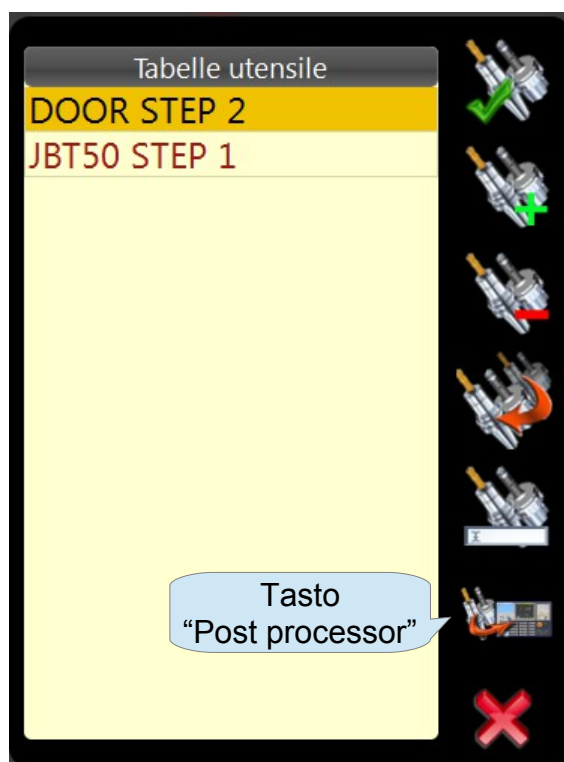 Tabelle utensile
DOOR STEP 2
JBT50 STEP 1
Tasto
“Post processor”